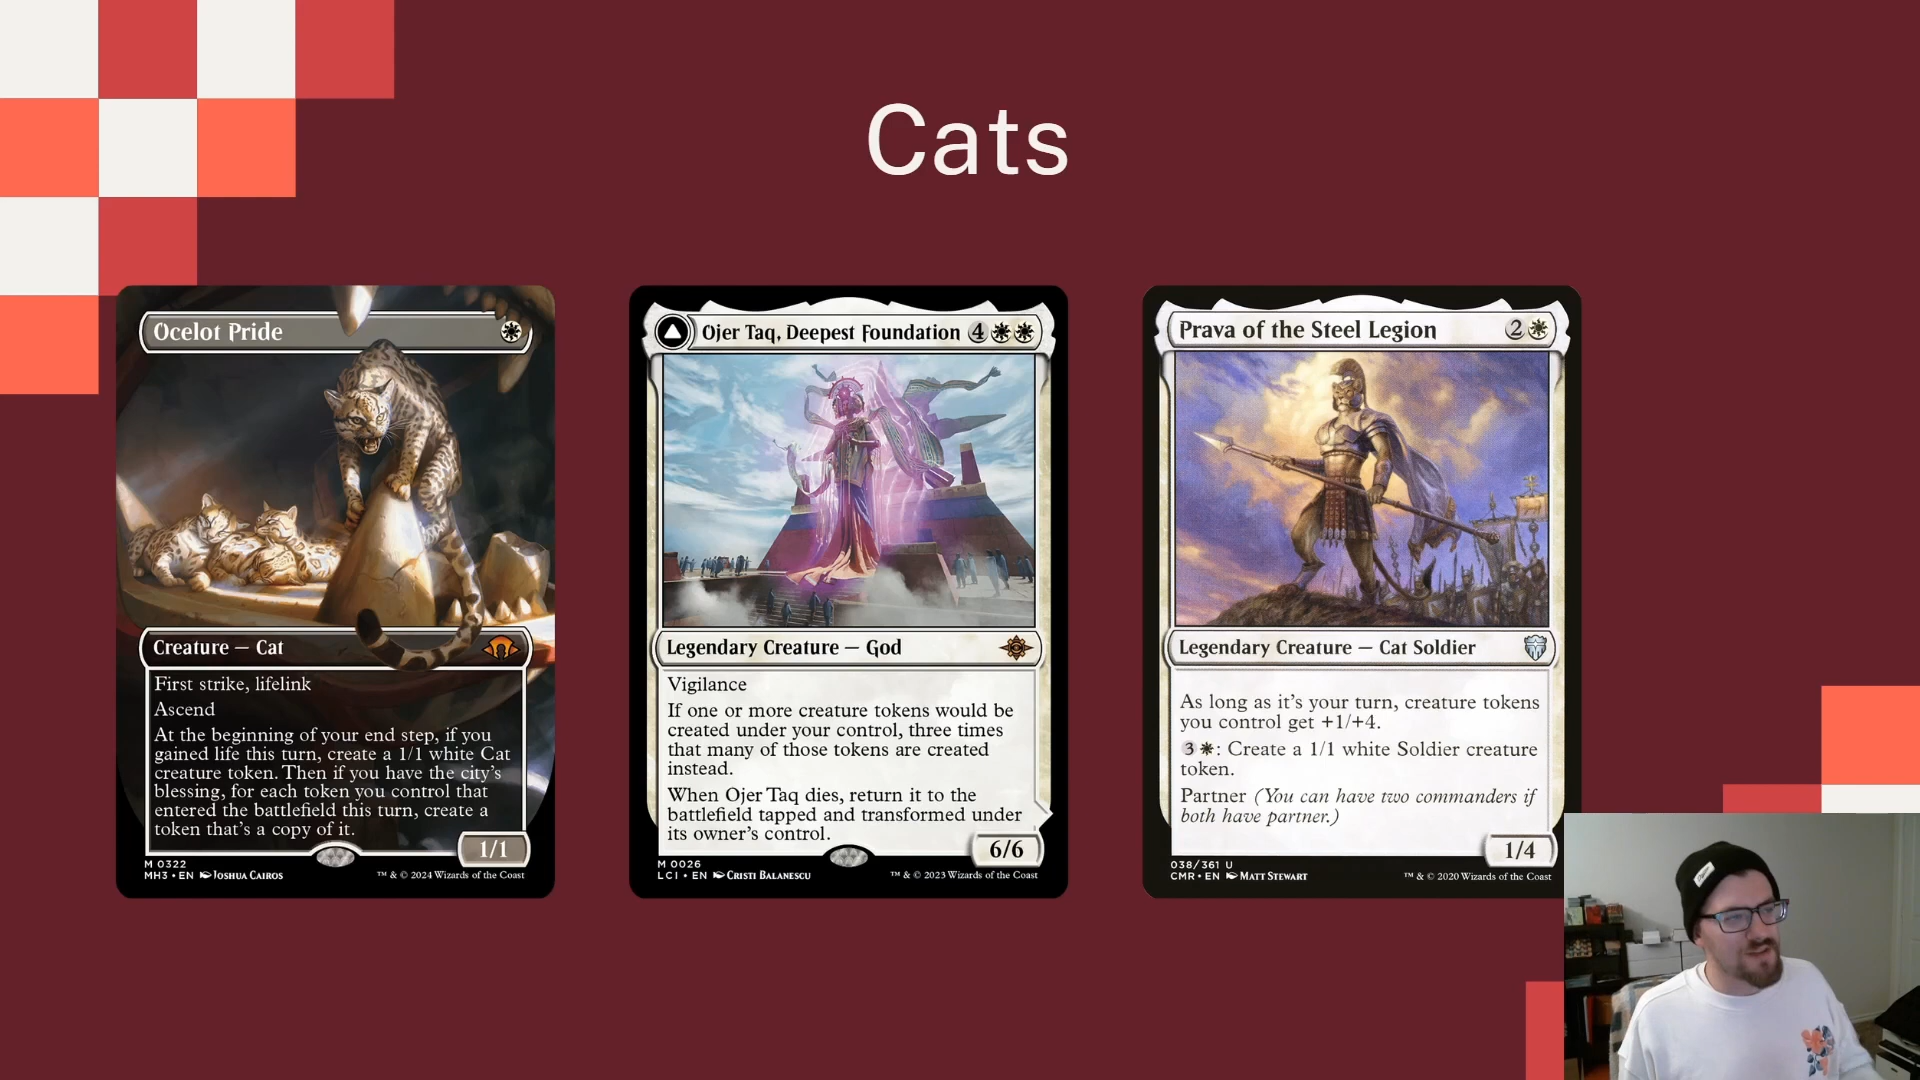 Cats
Ocelot Pride
Creature — Cat
First strike, lifelink
Ascend
At the beginning of your end step, if you
gained life this turn, create a 1/1 white Cat
creature token. Then if you have the city's
blessing, for each token you control that
entered the battlefield this turn, create a
token that's a copy of it.
1/1
M 0322
MH3 • EN Joshua Cairos
™ & © 2024 Wizards of the Coast
Ojer Taq, Deepest Foundation 4
Legendary Creature — God
Vigilance
If one or more creature tokens would be
created under your control, three times
that many of those tokens are created
instead.
When Ojer Taq dies, return it to the
battlefield tapped and transformed under
its owner's control.
6/6
M 0026
LCI • EN Cristi Balanescu
™ & © 2023 Wizards of the Coast
Prava of the Steel Legion 2
Legendary Creature — Cat Soldier
As long as it's your turn, creature tokens
you control get +1/+4.
3 : Create a 1/1 white Soldier creature
token.
Partner (You can have two commanders if
both have partner.)
1/4
038/361 U
CMR • EN Matt Stewart
™ & © 2020 Wizards of the Coast